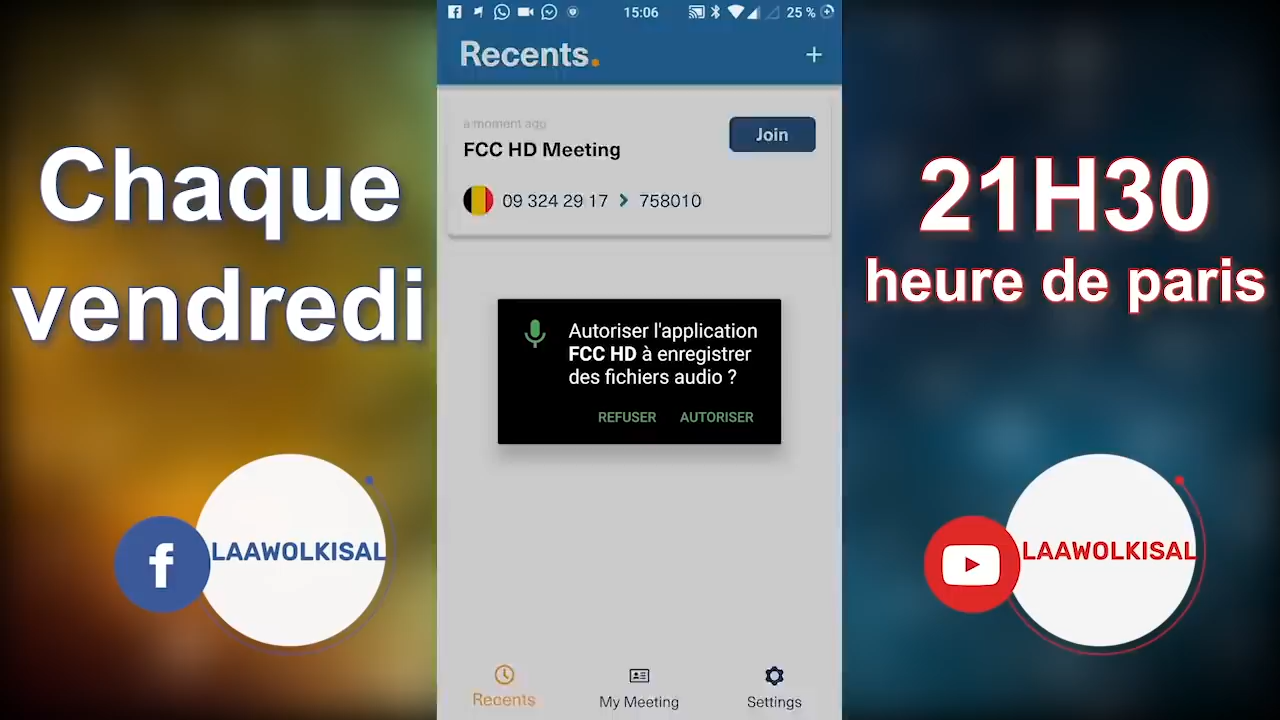 Chaque
vendredi
LAAWOLKISAL
15:06
25 %
Recents.
a moment ago
FCC HD Meeting
Join
09 324 29 17 > 758010
Autoriser l'application
FCC HD à enregistrer
des fichiers audio ?
REFUSER AUTORISER
Recents
My Meeting
Settings
21H30
heure de paris
LAAWOLKISAL